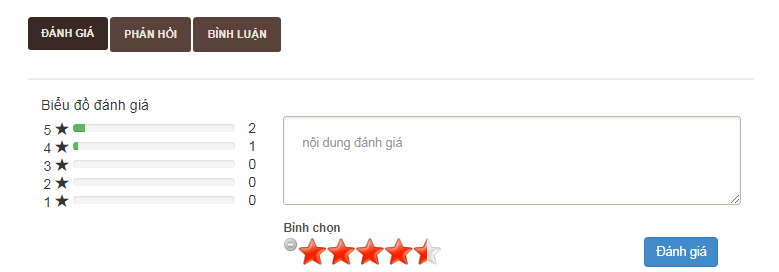 ĐÁNH GIÁ PHẢN HỒI BÌNH LUẬN
Biểu đồ đánh giá
5 ★ 2
4 ★ 1
3 ★ 0
2 ★ 0
1 ★ 0
nội dung đánh giá
Bình chọn
Đánh giá